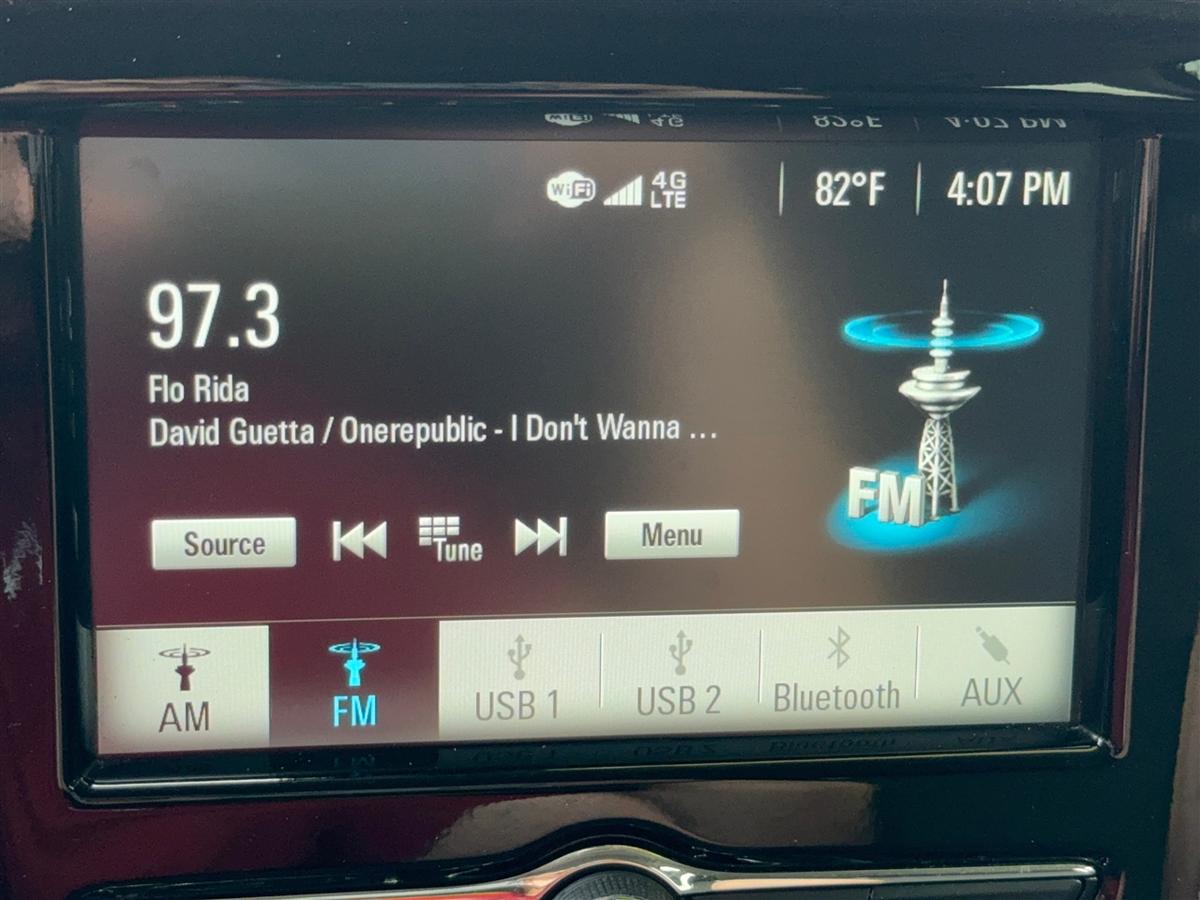 WiFi 4G LTE 82°F 4:07 PM
97.3
Flo Rida
David Guetta / Onerepublic - I Don't Wanna ...
FM
Source Tune Menu
AM FM USB 1 USB 2 Bluetooth AUX